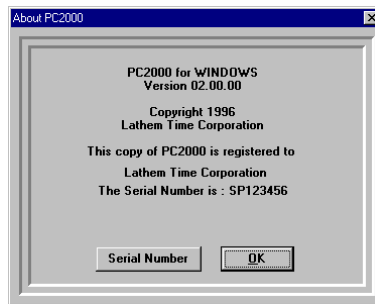 About PC2000
PC2000 for WINDOWS
Version 02.00.00
Copyright 1996
Lathem Time Corporation
This copy of PC2000 is registered to
Lathem Time Corporation
The Serial Number is : SP123456
Serial Number
OK